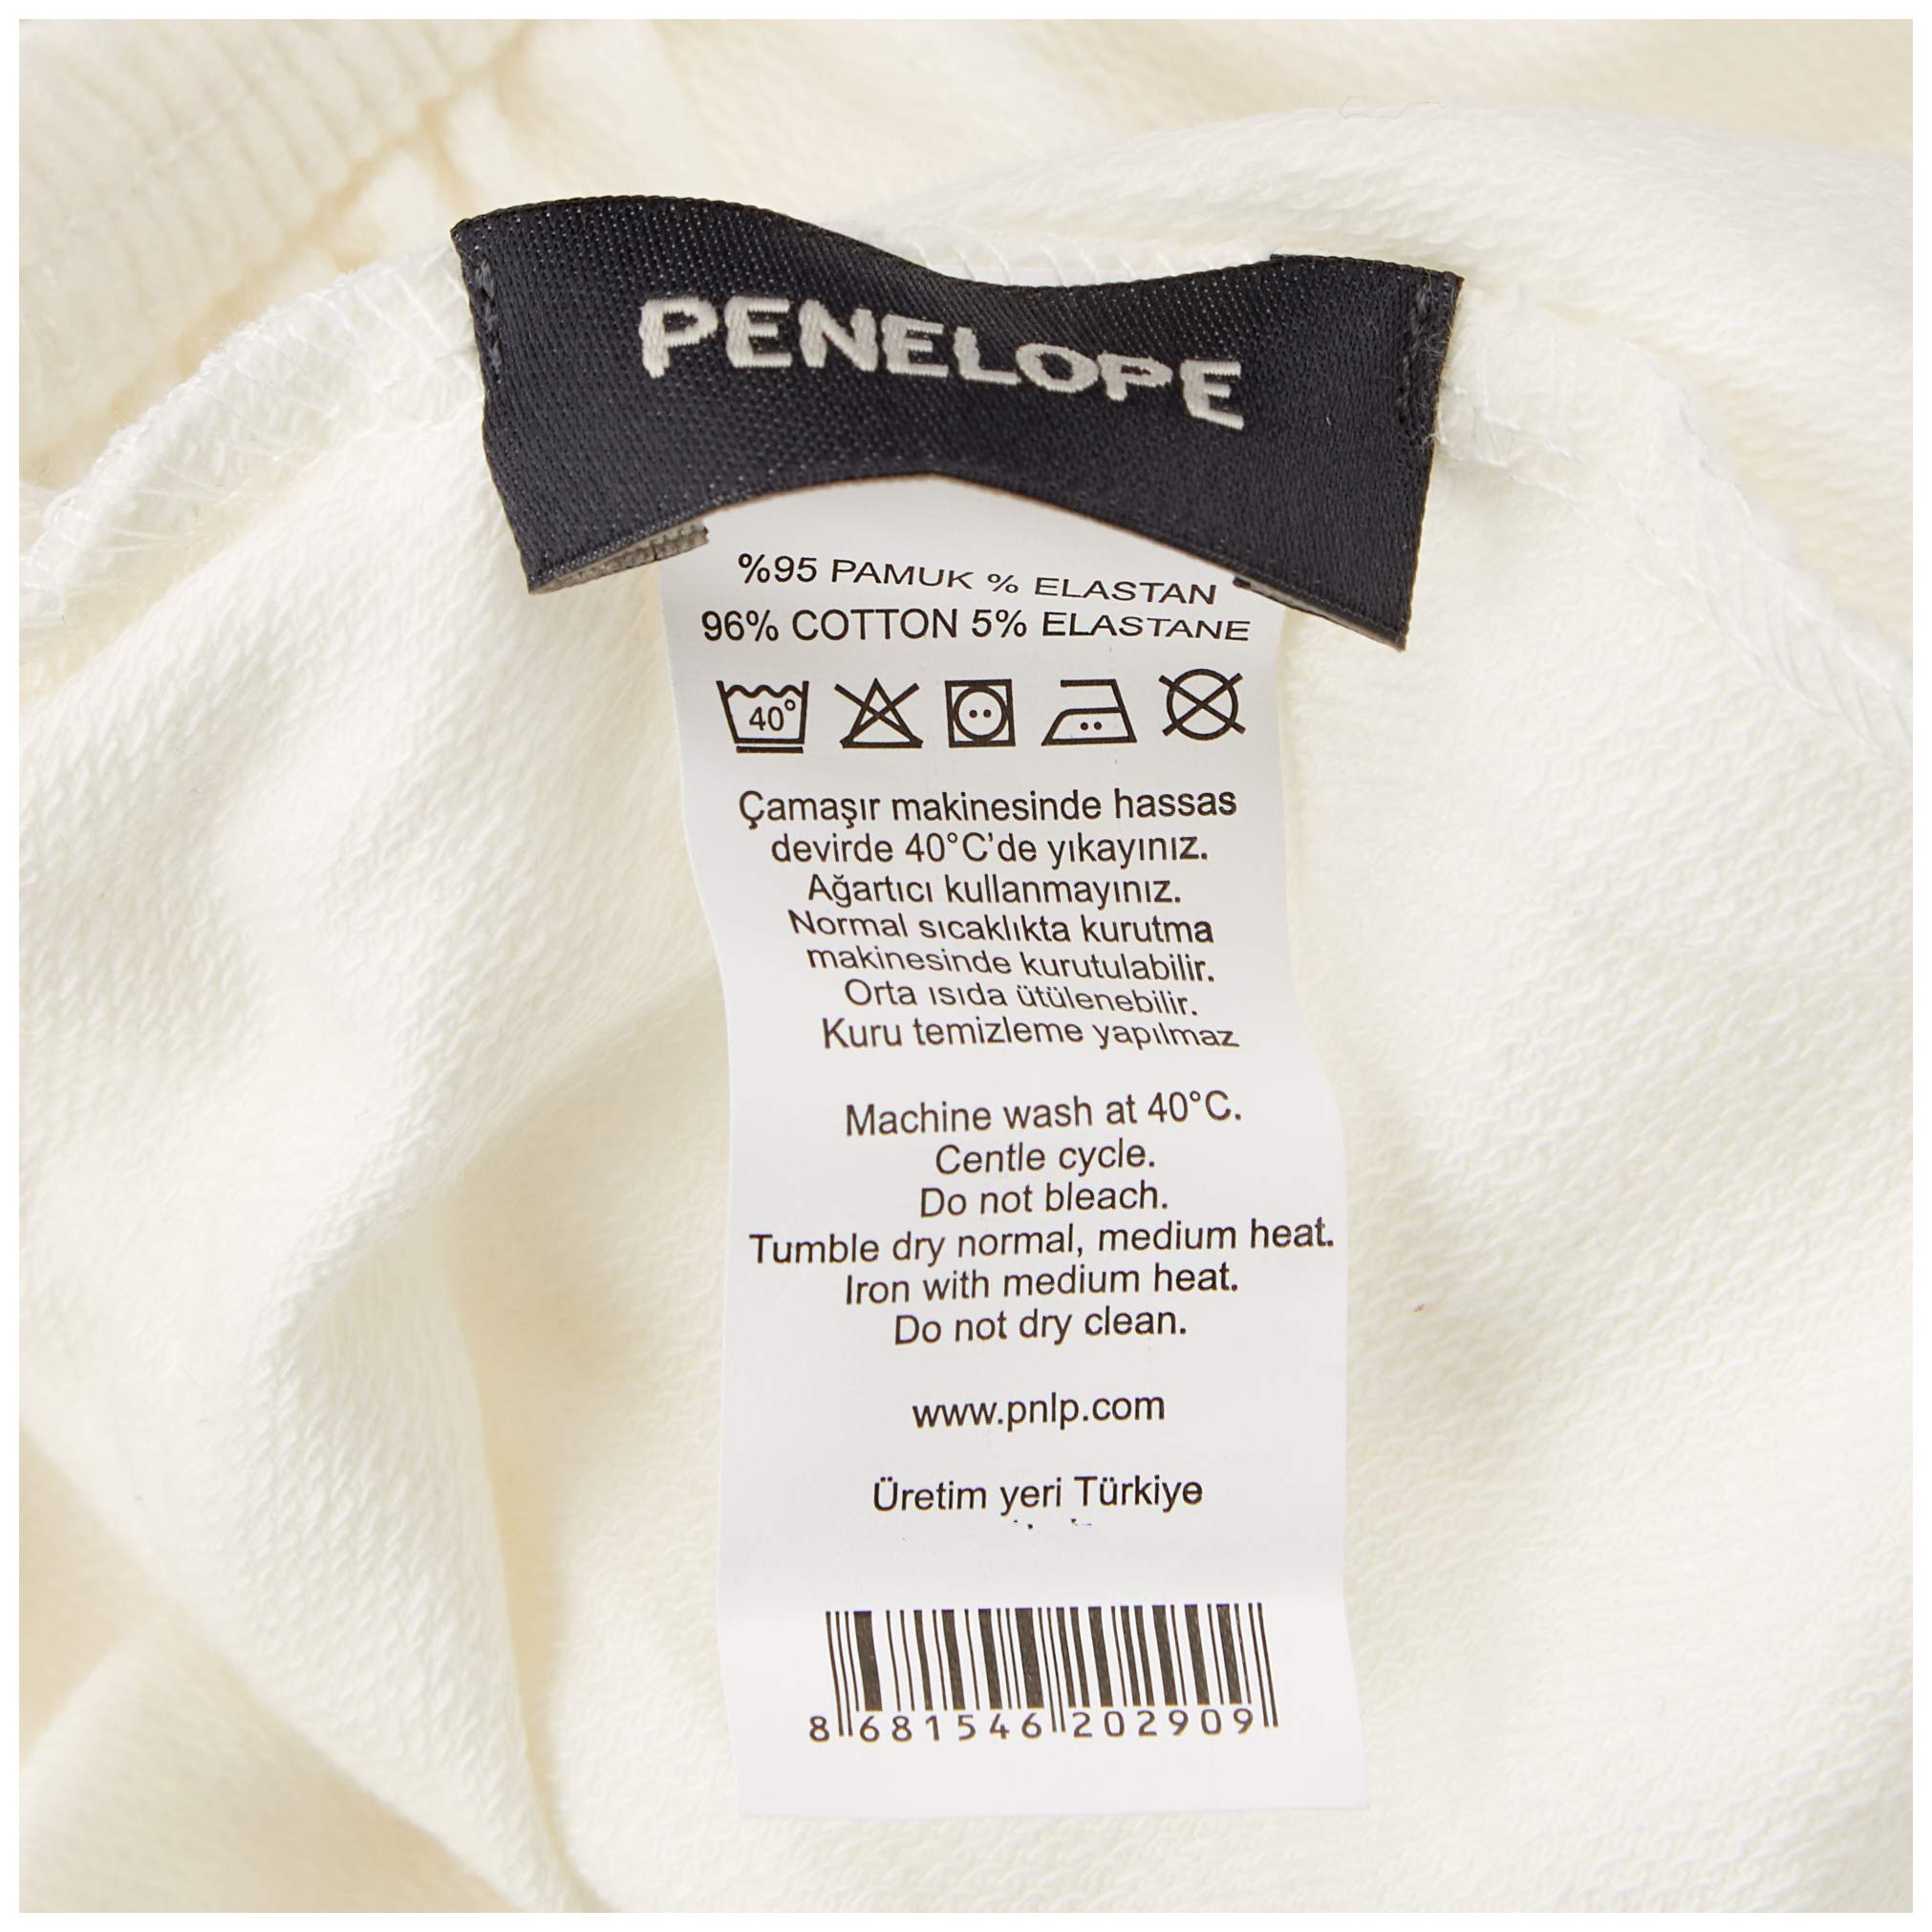 PENELOPE
%95 PAMUK % ELASTAN
96% COTTON 5% ELASTANE
40°
Çamaşır makinesinde hassas
devirde 40°C'de yıkayınız.
Ağartıcı kullanmayınız.
Normal sıcaklıkta kurutma
makinesinde kurutulabilir.
Orta ısıda ütülenebilir.
Kuru temizleme yapılmaz
Machine wash at 40°C.
Centle cycle.
Do not bleach.
Tumble dry normal, medium heat.
Iron with medium heat.
Do not dry clean.
www.pnlp.com
Üretim yeri Türkiye
8 681546 202909